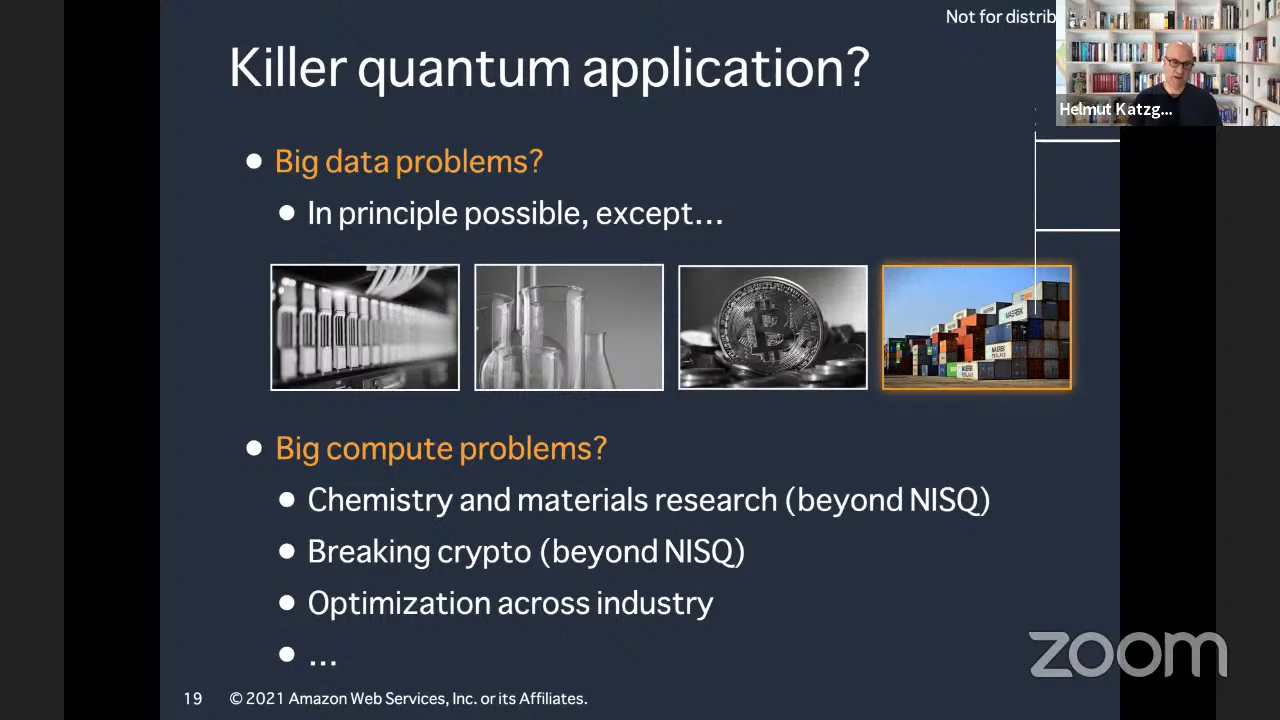 Not for distrib
Killer quantum application?
Helmut Katzg...
Big data problems?
In principle possible, except...
MAERSK
Big compute problems?
Chemistry and materials research (beyond NISQ)
Breaking crypto (beyond NISQ)
Optimization across industry
...
zoom
19 © 2021 Amazon Web Services, Inc. or its Affiliates.